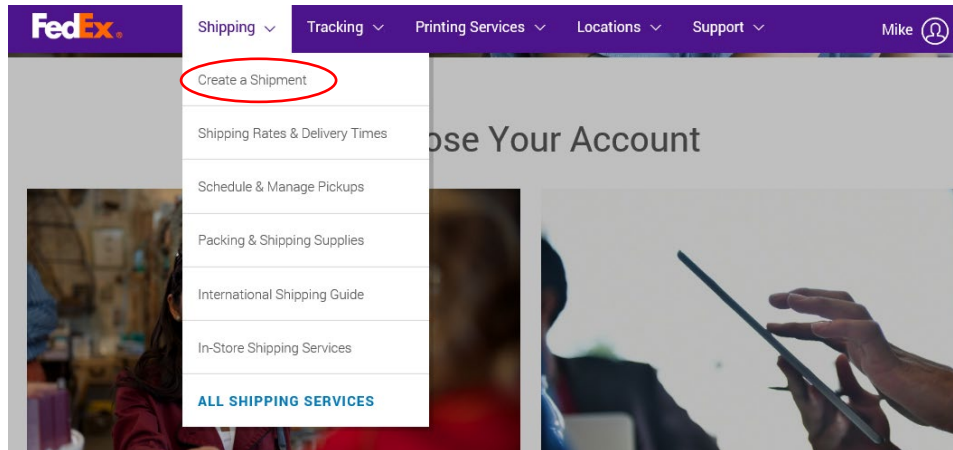 FedEx. Shipping Tracking Printing Services Locations Support Mike
Create a Shipment
Shipping Rates & Delivery Times
ose Your Account
Schedule & Manage Pickups
Packing & Shipping Supplies
International Shipping Guide
In-Store Shipping Services
ALL SHIPPING SERVICES